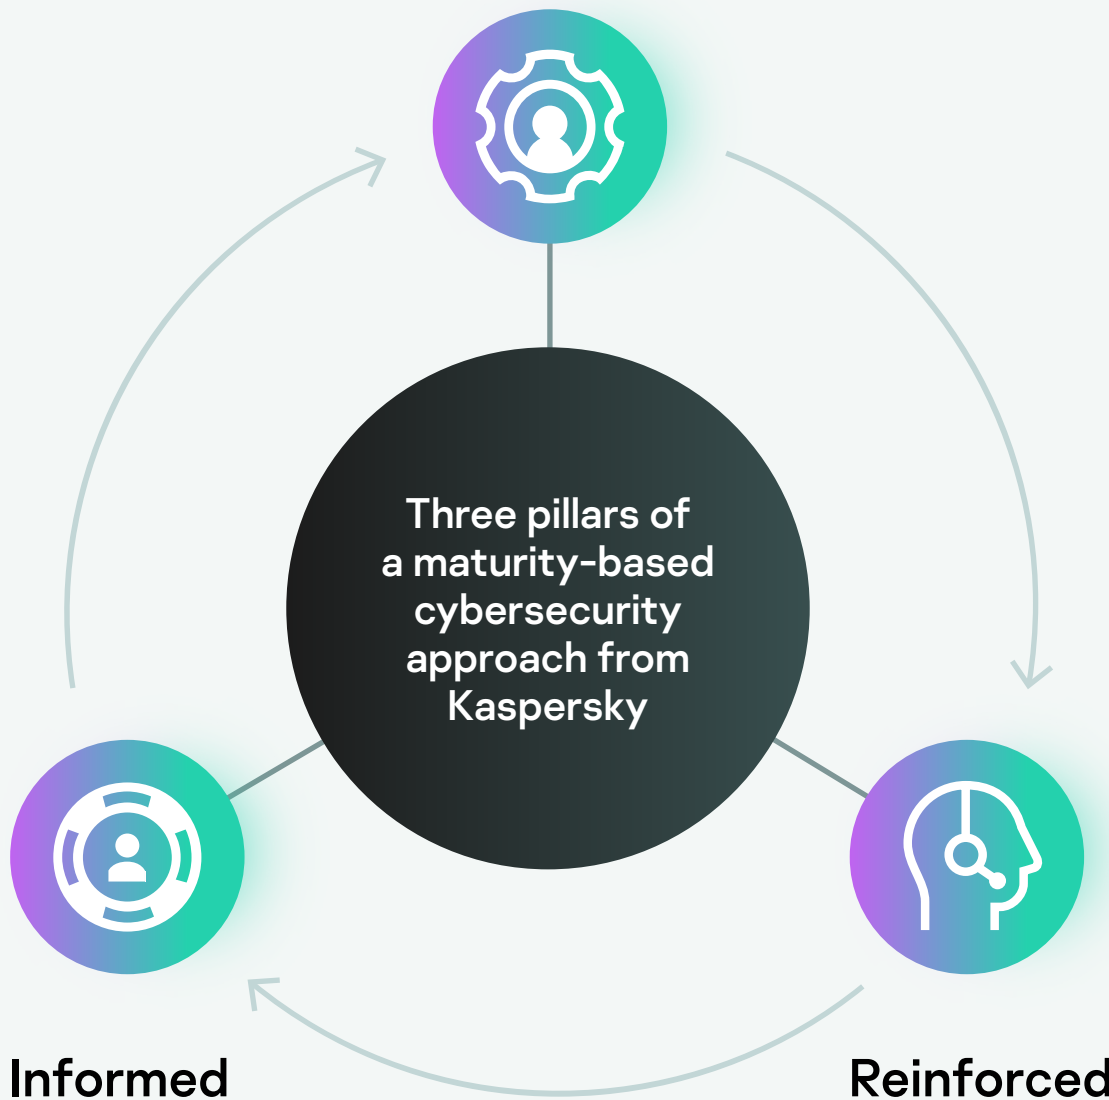 Three pillars of
a maturity-based
cybersecurity
approach from
Kaspersky
Informed
Reinforced